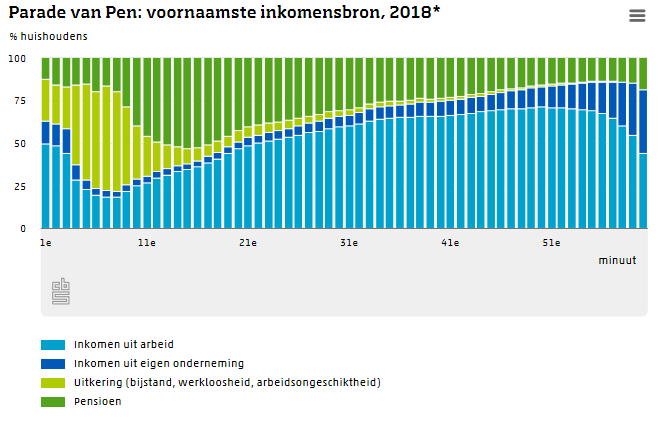 Parade van Pen: voornaamste inkomensbron, 2018*
% huishoudens
100
75
50
25
0
1e 11e 21e 31e 41e 51e
minuut
cbs
Inkomen uit arbeid
Inkomen uit eigen onderneming
Uitkering (bijstand, werkloosheid, arbeidsongeschiktheid)
Pensioen